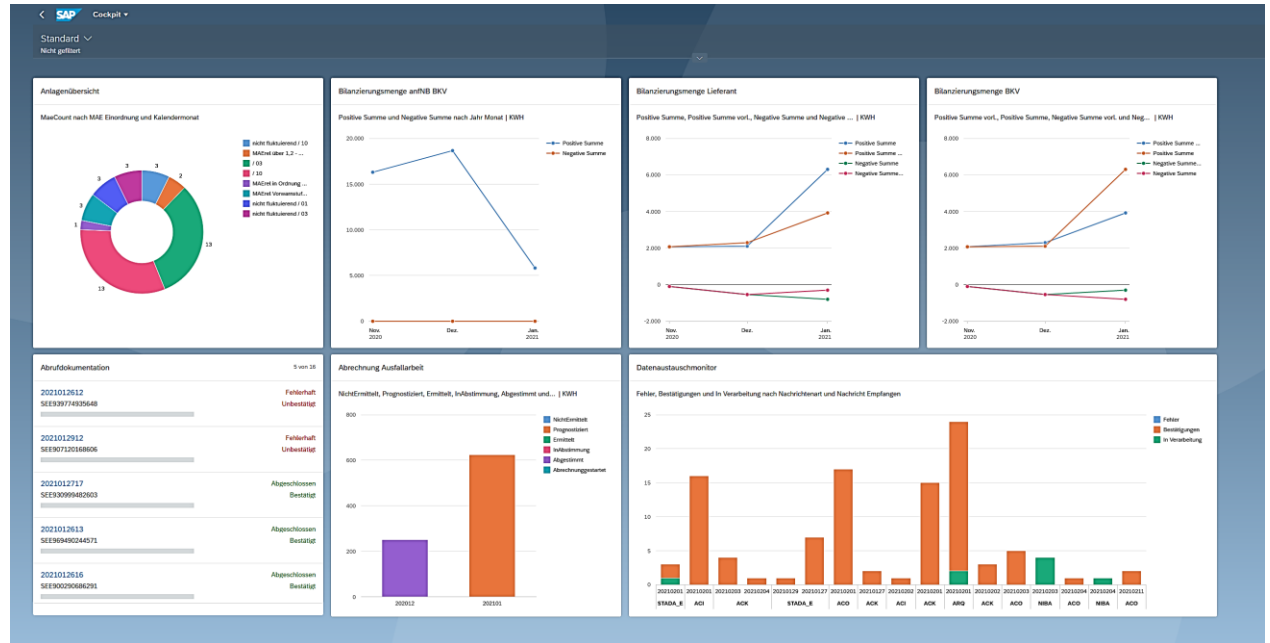 SAP Cockpit
Standard
Nicht gefiltert
Anlagenübersicht
MaeCount nach MAE Einordnung und Kalendermonat
nicht fluktuierend / 10
MAErel über 1,2 - ...
/ 03
/ 10
MAErel in Ordnung ...
MAErel Vorwarnstuf...
nicht fluktuierend / 01
nicht fluktuierend / 03
3
2
13
13
1
3
3
3
Bilanzierungsmenge anfNB BKV
Positive Summe und Negative Summe nach Jahr Monat | KWH
Positive Summe
Negative Summe
20.000
15.000
10.000
5.000
0
Nov. Dez. Jan.
2020 2021
Bilanzierungsmenge Lieferant
Positive Summe, Positive Summe vorl., Negative Summe und Negative ... | KWH
Positive Summe
Positive Summe ...
Negative Summe
Negative Summe...
8.000
6.000
4.000
2.000
0
-2.000
Nov. Dez. Jan.
2020 2021
Bilanzierungsmenge BKV
Positive Summe vorl., Positive Summe, Negative Summe vorl. und Neg... | KWH
Positive Summe ...
Positive Summe
Negative Summe...
Negative Summe
8.000
6.000
4.000
2.000
0
-2.000
Nov. Dez. Jan.
2020 2021
Abrufdokumentation 5 von 16
2021012612 Fehlerhaft
SEE939774935648 Unbestätigt
2021012912 Fehlerhaft
SEE907120168606 Unbestätigt
2021012717 Abgeschlossen
SEE930999482603 Bestätigt
2021012613 Abgeschlossen
SEE969490244571 Bestätigt
2021012616 Abgeschlossen
SEE900290686291 Bestätigt
Abrechnung Ausfallarbeit
NichtErmittelt, Prognostiziert, Ermittelt, InAbstimmung, Abgestimmt und... | KWH
NichtErmittelt
Prognostiziert
Ermittelt
InAbstimmung
Abgestimmt
Abrechnunggestartet
800
600
400
200
0
202012 202101
Datenaustauschmonitor
Fehler, Bestätigungen und In Verarbeitung nach Nachrichtenart und Nachricht Empfangen
Fehler
Bestätigungen
In Verarbeitung
25
20
15
10
5
0
20210201 20210201 20210203 20210204 20210129 20210127 20210201 20210127 20210202 20210201 20210201 20210202 20210203 20210203 20210204 20210204 20210211
STADA_E ACI ACK STADA_E ACO ACK ACI ACK ARQ ACK ACO NIBA ACO NIBA ACO